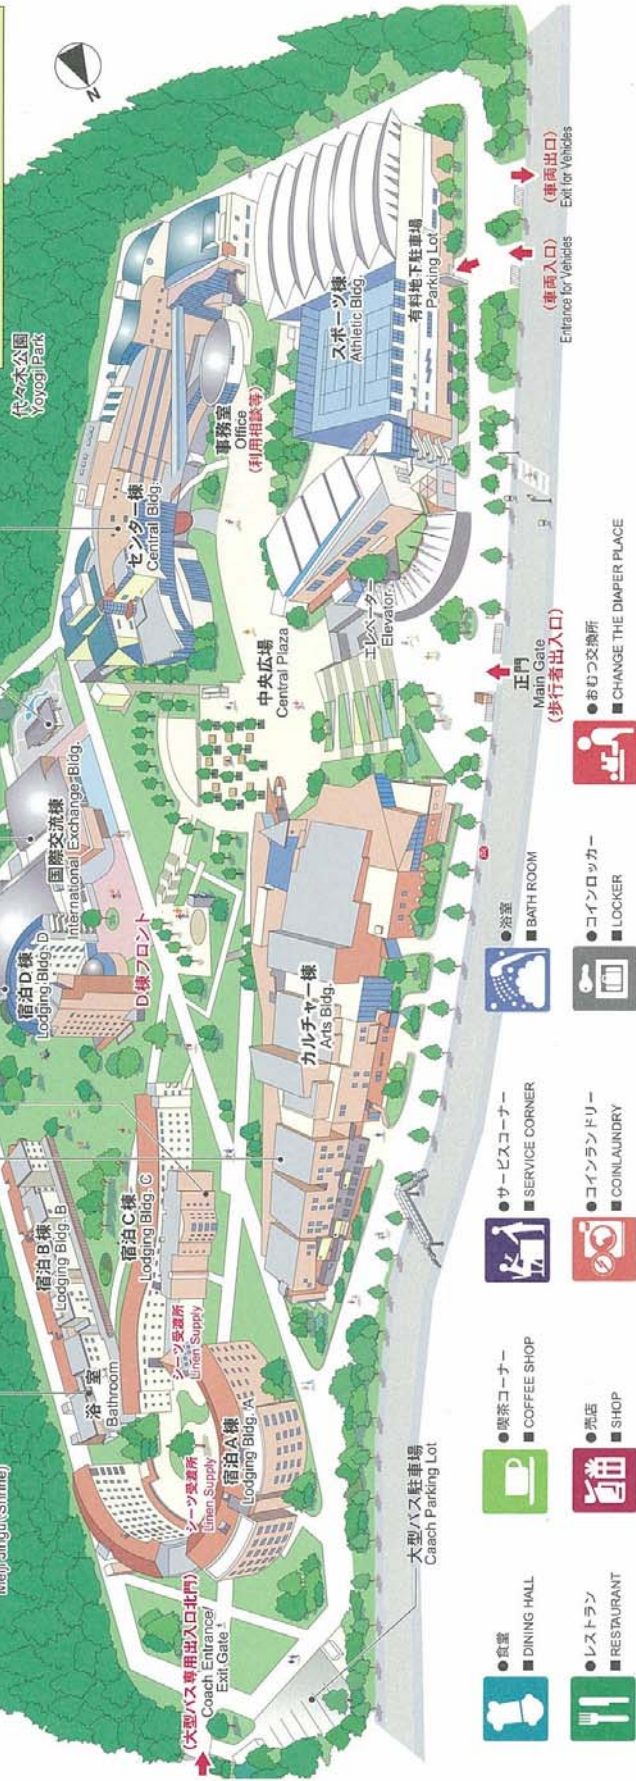 Meiji Jingu(Shrine)
代々木公園
Yoyogi Park
N
(大型バス専用出入口北門)
Coach Entrance/
Exit Gate
浴室
Bathroom
宿泊B棟
Lodging Bldg. B
宿泊C棟
Lodging Bldg. C
シーツ受渡所
Linen Supply
シーツ受渡所
Linen Supply
宿泊A棟
Lodging Bldg. A
宿泊D棟
Lodging Bldg. D
D棟フロント
国際交流棟
International Exchange Bldg.
センター棟
Central Bldg.
事務室
Office
(利用相談等)
中央広場
Central Plaza
カルチャー棟
Arts Bldg.
エレベーター
Elevator
スポーツ棟
Athletic Bldg.
有料地下駐車場
Parking Lot
大型バス駐車場
Caach Parking Lot
正門
Main Gate
(歩行者出入口)
(車両入口)
Entrance for Vehicles
(車両出口)
Exit for Vehicles
●食堂
■DINING HALL
●喫茶コーナー
■COFFEE SHOP
●サービスコーナー
■SERVICE CORNER
●浴室
■BATH ROOM
●おむつ交換所
■CHANGE THE DIAPER PLACE
●レストラン
■RESTAURANT
●売店
■SHOP
●コインランドリー
■COINLAUNDRY
●コインロッカー
■LOCKER